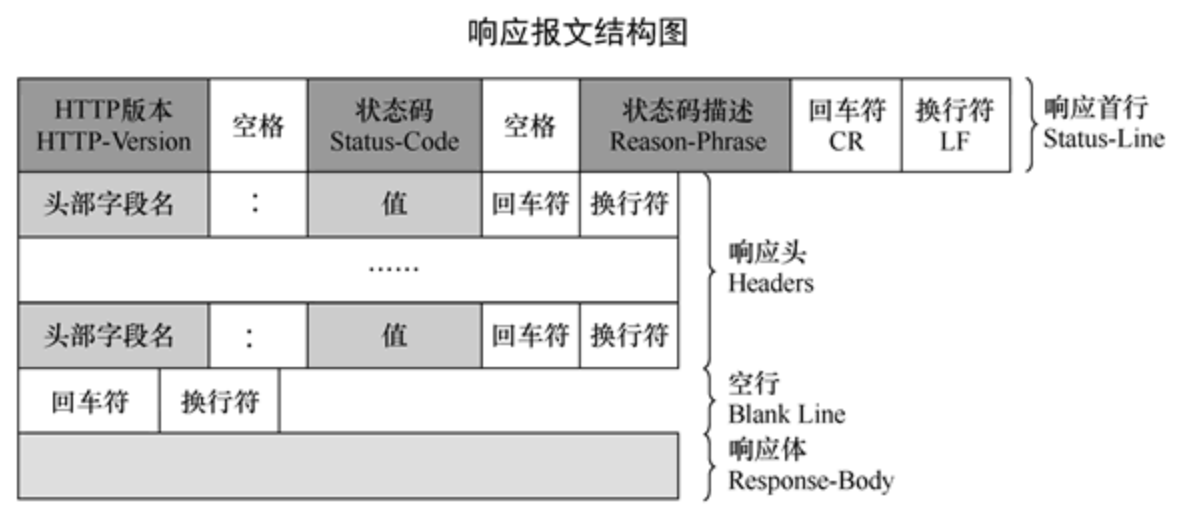 响应报文结构图
HTTP版本 空格 状态码 空格 状态码描述 回车符 换行符 响应首行
HTTP-Version Status-Code Reason-Phrase CR LF Status-Line
头部字段名 : 值 回车符 换行符
······
响应头
Headers
头部字段名 : 值 回车符 换行符
回车符 换行符
空行
Blank Line
响应体
Response-Body